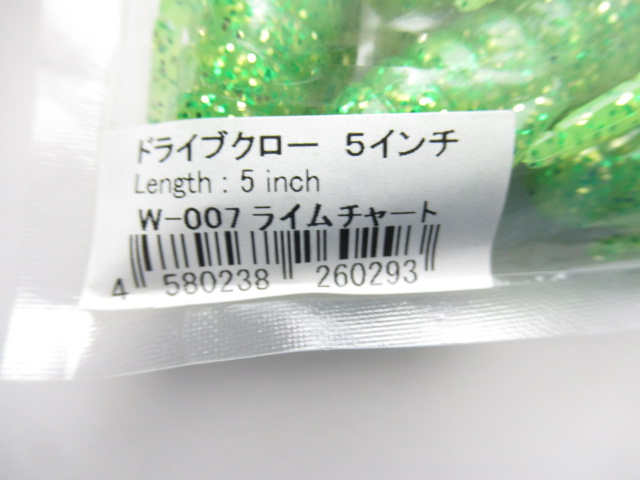 ドライブクロー 5インチ
Length : 5 inch
W-007 ライムチャート
4 580238 260293